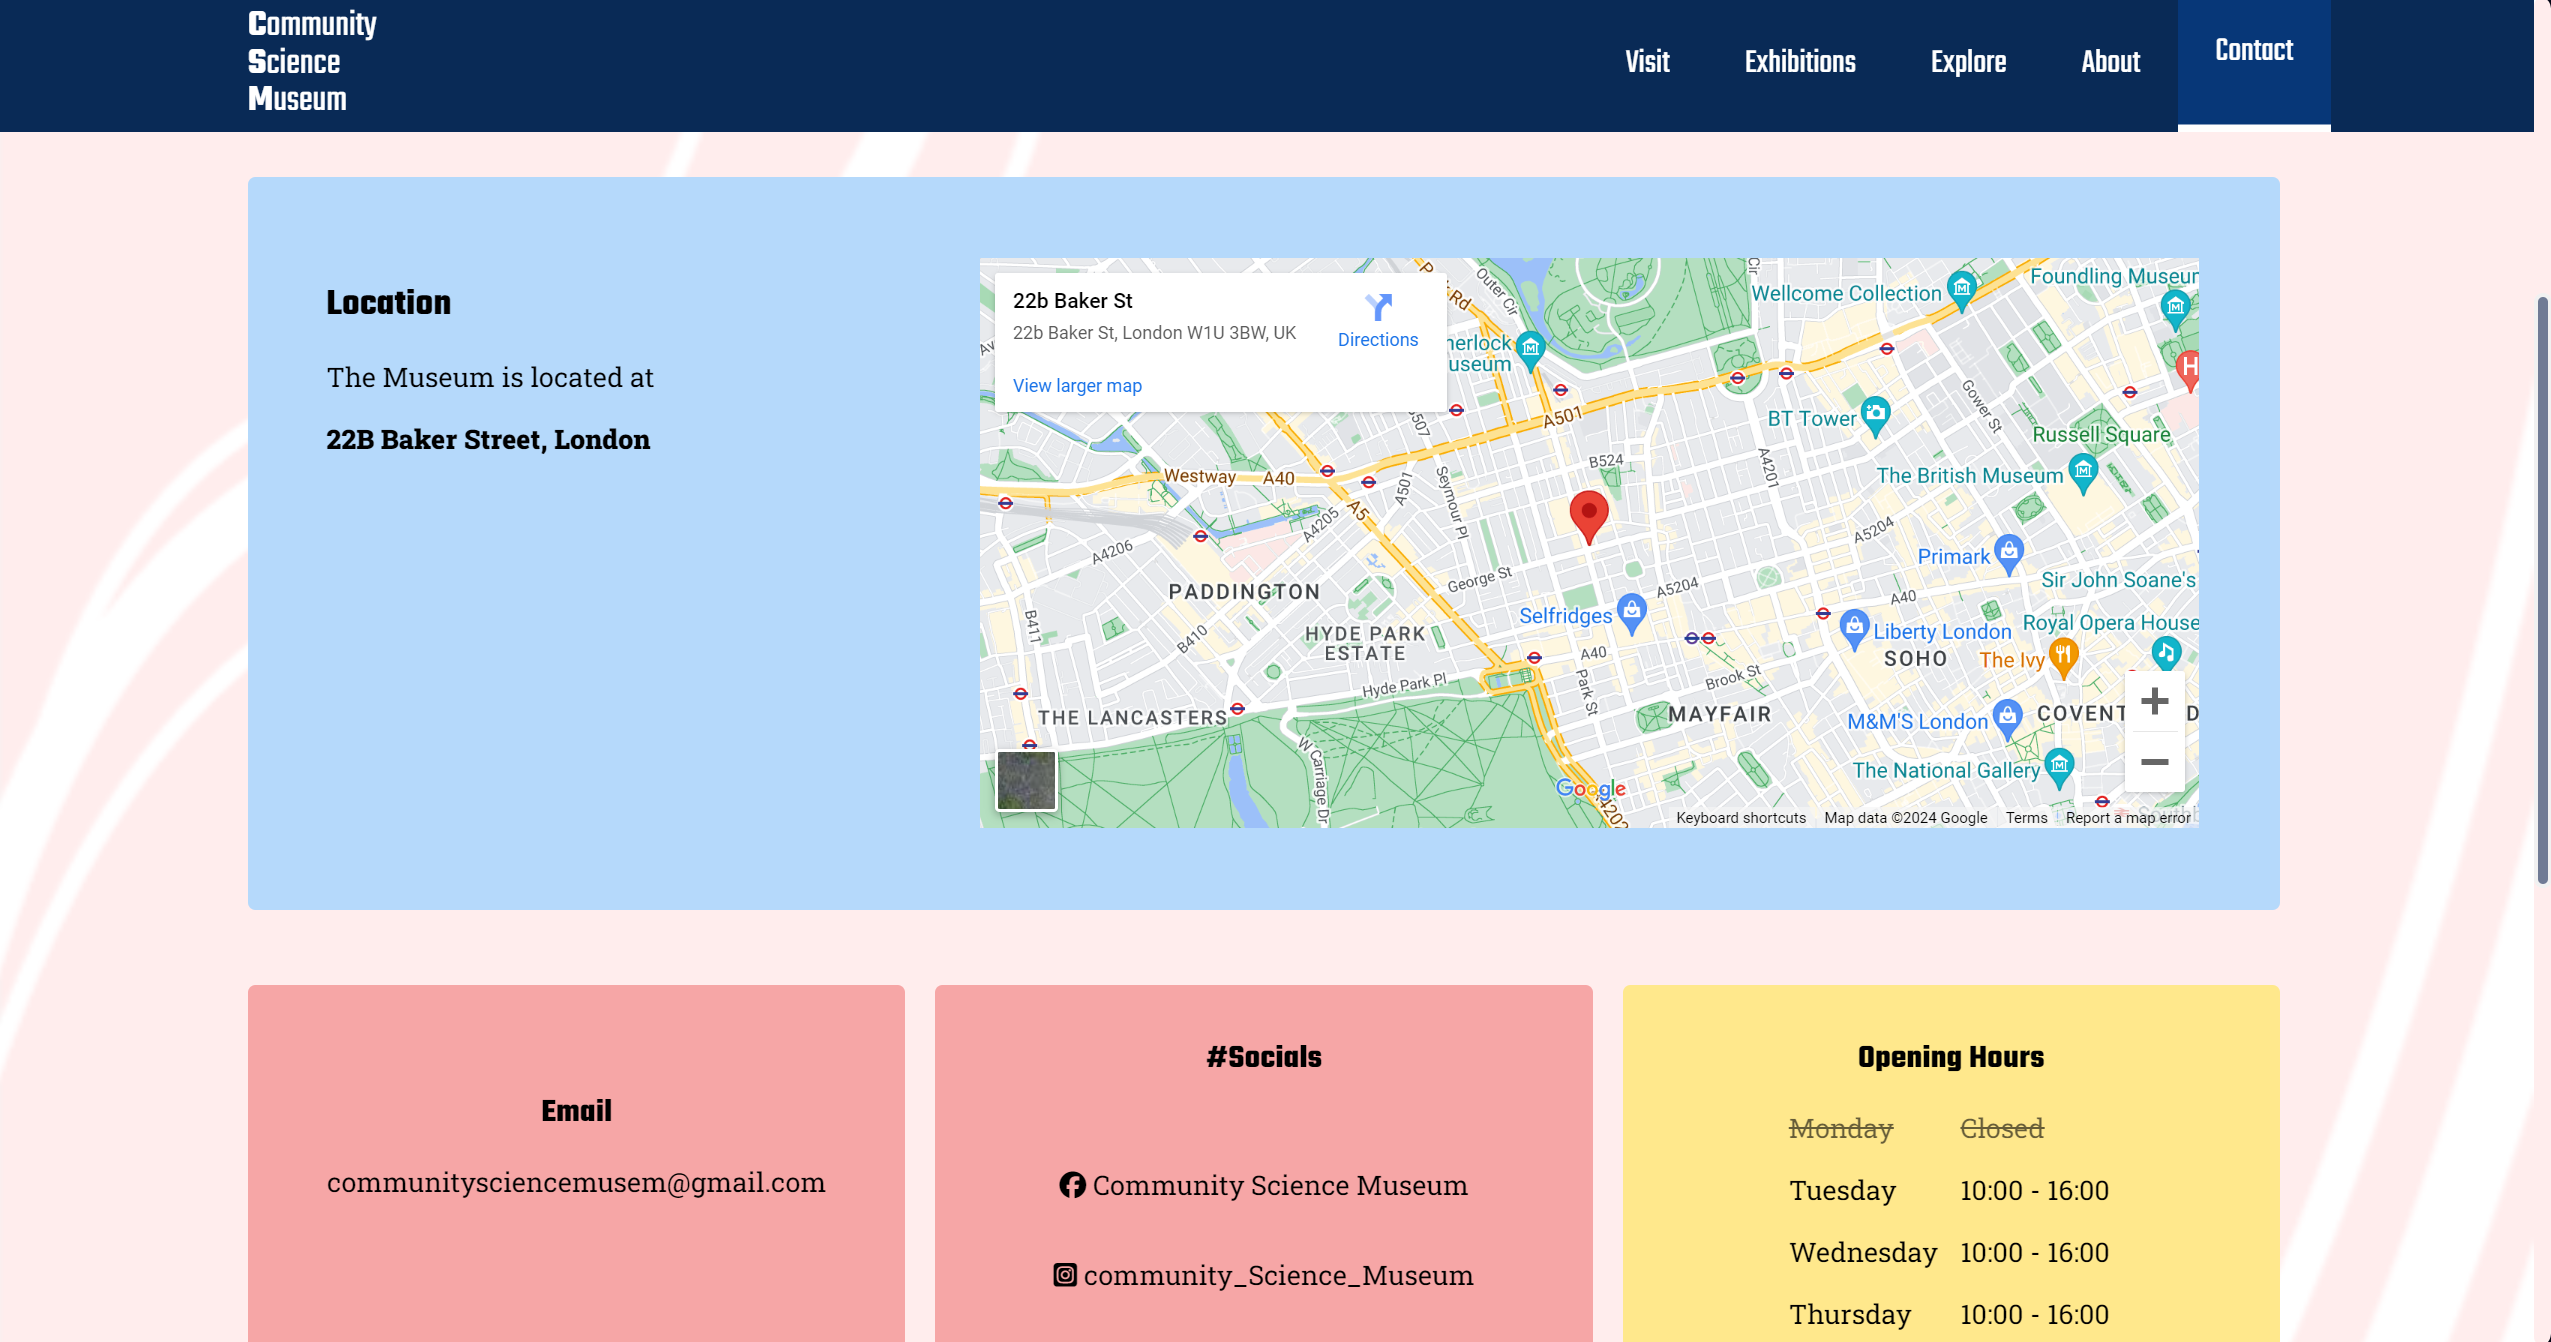 Community
Science
Museum
Visit
Exhibitions
Explore
About
Contact
Location
The Museum is located at
22B Baker Street, London
22b Baker St
22b Baker St, London W1U 3BW, UK
Directions
View larger map
Outer Cir
Rd
Cir
Wellcome Collection
Foundling Museum
herlock
useum
H
A501
BT Tower
Gower St
Russell Square
A4201
B524
The British Museum
Westway
A40
A501
Seymour Pl
A5
A4205
A4206
A5204
Primark
George St
PADDINGTON
Sir John Soane's
A5204
A40
Selfridges
Royal Opera House
B411
B410
HYDE PARK
ESTATE
Liberty London
SOHO
The Ivy
A40
Brook St
Park St
Hyde Park Pl
THE LANCASTERS
MAYFAIR
M&M'S London
COVENT
D
W Carriage Dr
The National Gallery
Google
Keyboard shortcuts
Map data ©2024 Google
Terms
Report a map error
Email
communitysciencemusem@gmail.com
#Socials
Community Science Museum
community_Science_Museum
Opening Hours
Monday Closed
Tuesday 10:00 - 16:00
Wednesday 10:00 - 16:00
Thursday 10:00 - 16:00